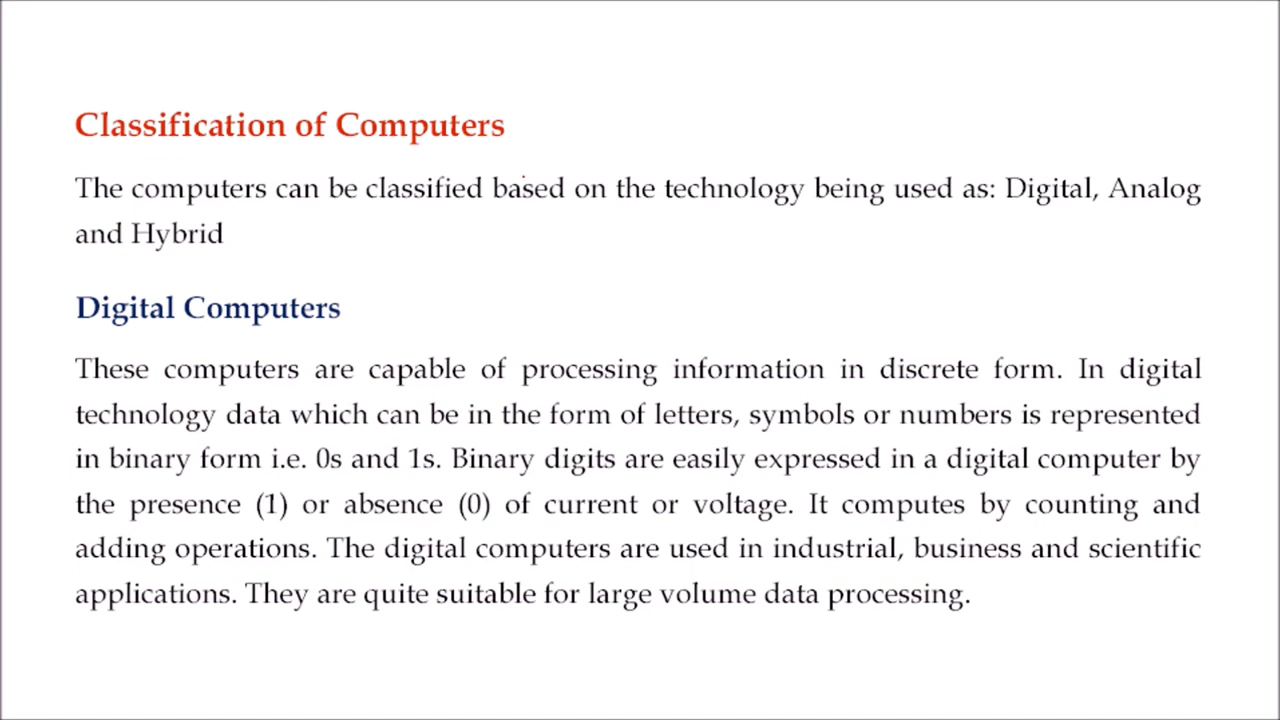 Classification of Computers
The computers can be classified based on the technology being used as: Digital, Analog
and Hybrid
Digital Computers
These computers are capable of processing information in discrete form. In digital
technology data which can be in the form of letters, symbols or numbers is represented
in binary form i.e. 0s and 1s. Binary digits are easily expressed in a digital computer by
the presence (1) or absence (0) of current or voltage. It computes by counting and
adding operations. The digital computers are used in industrial, business and scientific
applications. They are quite suitable for large volume data processing.